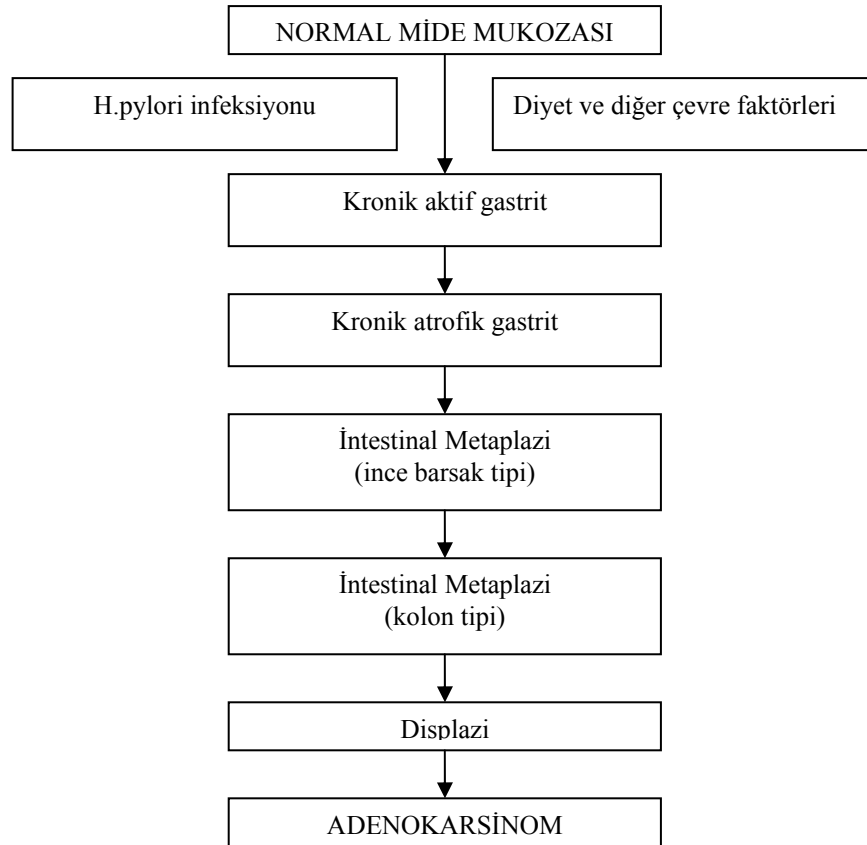 NORMAL MİDE MUKOZASI
H.pylori infeksiyonu
Diyet ve diğer çevre faktörleri
Kronik aktif gastrit
Kronik atrofik gastrit
İntestinal Metaplazi
(ince barsak tipi)
İntestinal Metaplazi
(kolon tipi)
Displazi
ADENOKARSİNOM